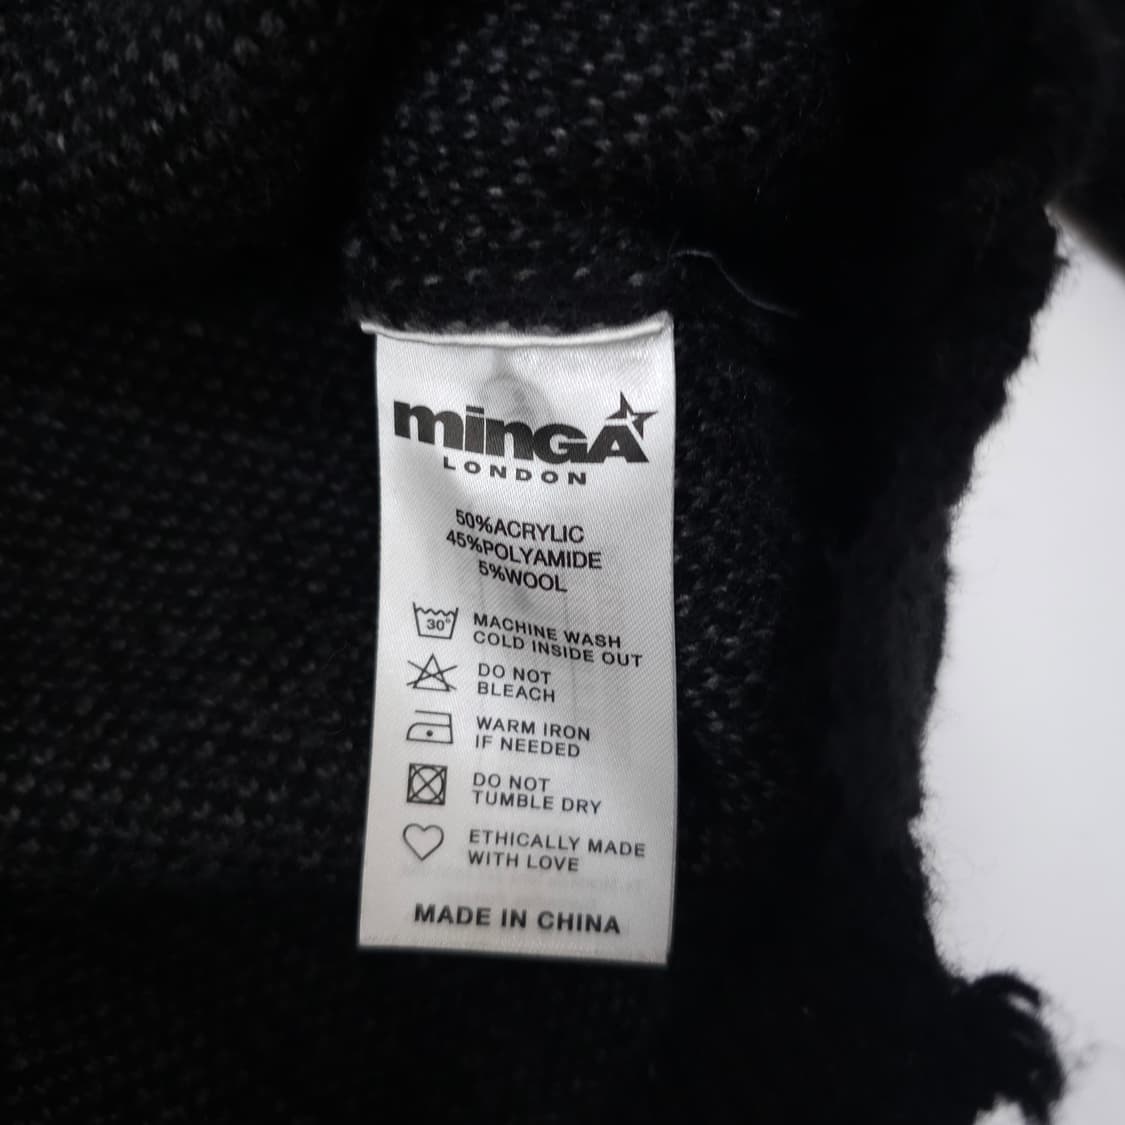 minGA
LONDON
50%ACRYLIC
45%POLYAMIDE
5%WOOL
30°
MACHINE WASH
COLD INSIDE OUT
DO NOT
BLEACH
WARM IRON
IF NEEDED
DO NOT
TUMBLE DRY
ETHICALLY MADE
WITH LOVE
MADE IN CHINA